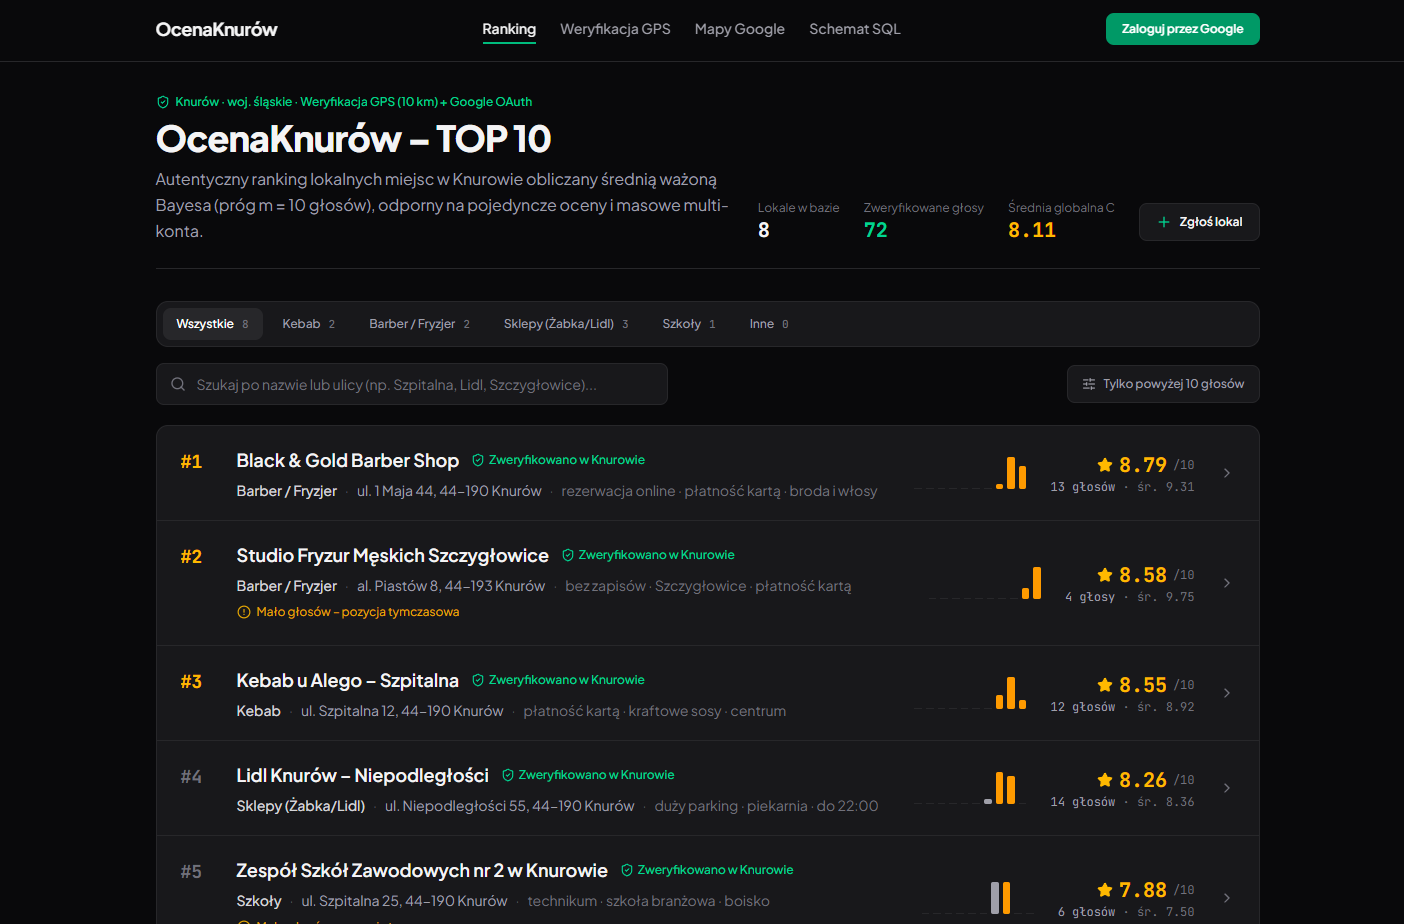 OcenaKnurów
Ranking Weryfikacja GPS Mapy Google Schemat SQL
Zaloguj przez Google
Knurów · woj. śląskie · Weryfikacja GPS (10 km) + Google OAuth
OcenaKnurów – TOP 10
Autentyczny ranking lokalnych miejsc w Knurowie obliczany średnią ważoną
Bayesa (próg m = 10 głosów), odporny na pojedyncze oceny i masowe multi-
konta.
Lokale w bazie
8
Zweryfikowane głosy
72
Średnia globalna C
8.11
Zgłoś lokal
Wszystkie 8 Kebab 2 Barber / Fryzjer 2 Sklepy (Żabka/Lidl) 3 Szkoły 1 Inne 0
Szukaj po nazwie lub ulicy (np. Szpitalna, Lidl, Szczygłowice)...
Tylko powyżej 10 głosów
#1 Black & Gold Barber Shop Zweryfikowano w Knurowie
Barber / Fryzjer · ul. 1 Maja 44, 44-190 Knurów · rezerwacja online · płatność kartą · broda i włosy
8.79 /10
13 głosów · śr. 9.31
#2 Studio Fryzur Męskich Szczygłowice Zweryfikowano w Knurowie
Barber / Fryzjer · al. Piastów 8, 44-193 Knurów · bez zapisów · Szczygłowice · płatność kartą
Mało głosów – pozycja tymczasowa
8.58 /10
4 głosy · śr. 9.75
#3 Kebab u Alego – Szpitalna Zweryfikowano w Knurowie
Kebab · ul. Szpitalna 12, 44-190 Knurów · płatność kartą · kraftowe sosy · centrum
8.55 /10
12 głosów · śr. 8.92
#4 Lidl Knurów – Niepodległości Zweryfikowano w Knurowie
Sklepy (Żabka/Lidl) · ul. Niepodległości 55, 44-190 Knurów · duży parking · piekarnia · do 22:00
8.26 /10
14 głosów · śr. 8.36
#5 Zespół Szkół Zawodowych nr 2 w Knurowie Zweryfikowano w Knurowie
Szkoły · ul. Szpitalna 25, 44-190 Knurów · technikum · szkoła branżowa · boisko
7.88 /10
6 głosów · śr. 7.50